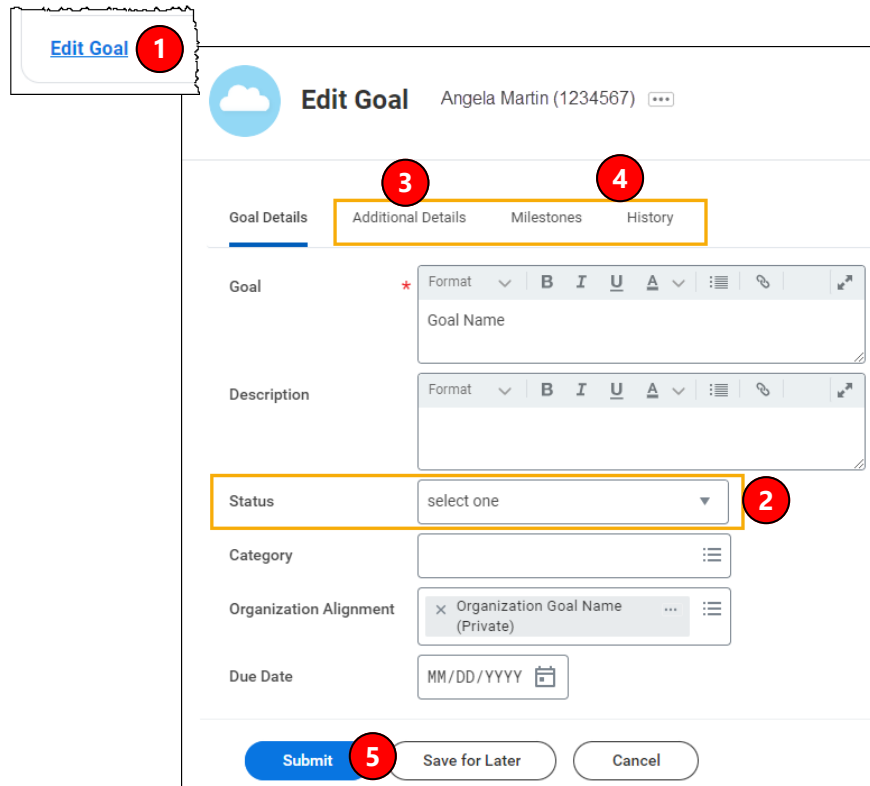 Edit Goal 1
Edit Goal Angela Martin (1234567)
3 4
Goal Details Additional Details Milestones History
Goal * Format B I U A
Goal Name
Description Format B I U A
Status select one 2
Category
Organization Alignment × Organization Goal Name
(Private)
Due Date MM/DD/YYYY
Submit 5 Save for Later Cancel